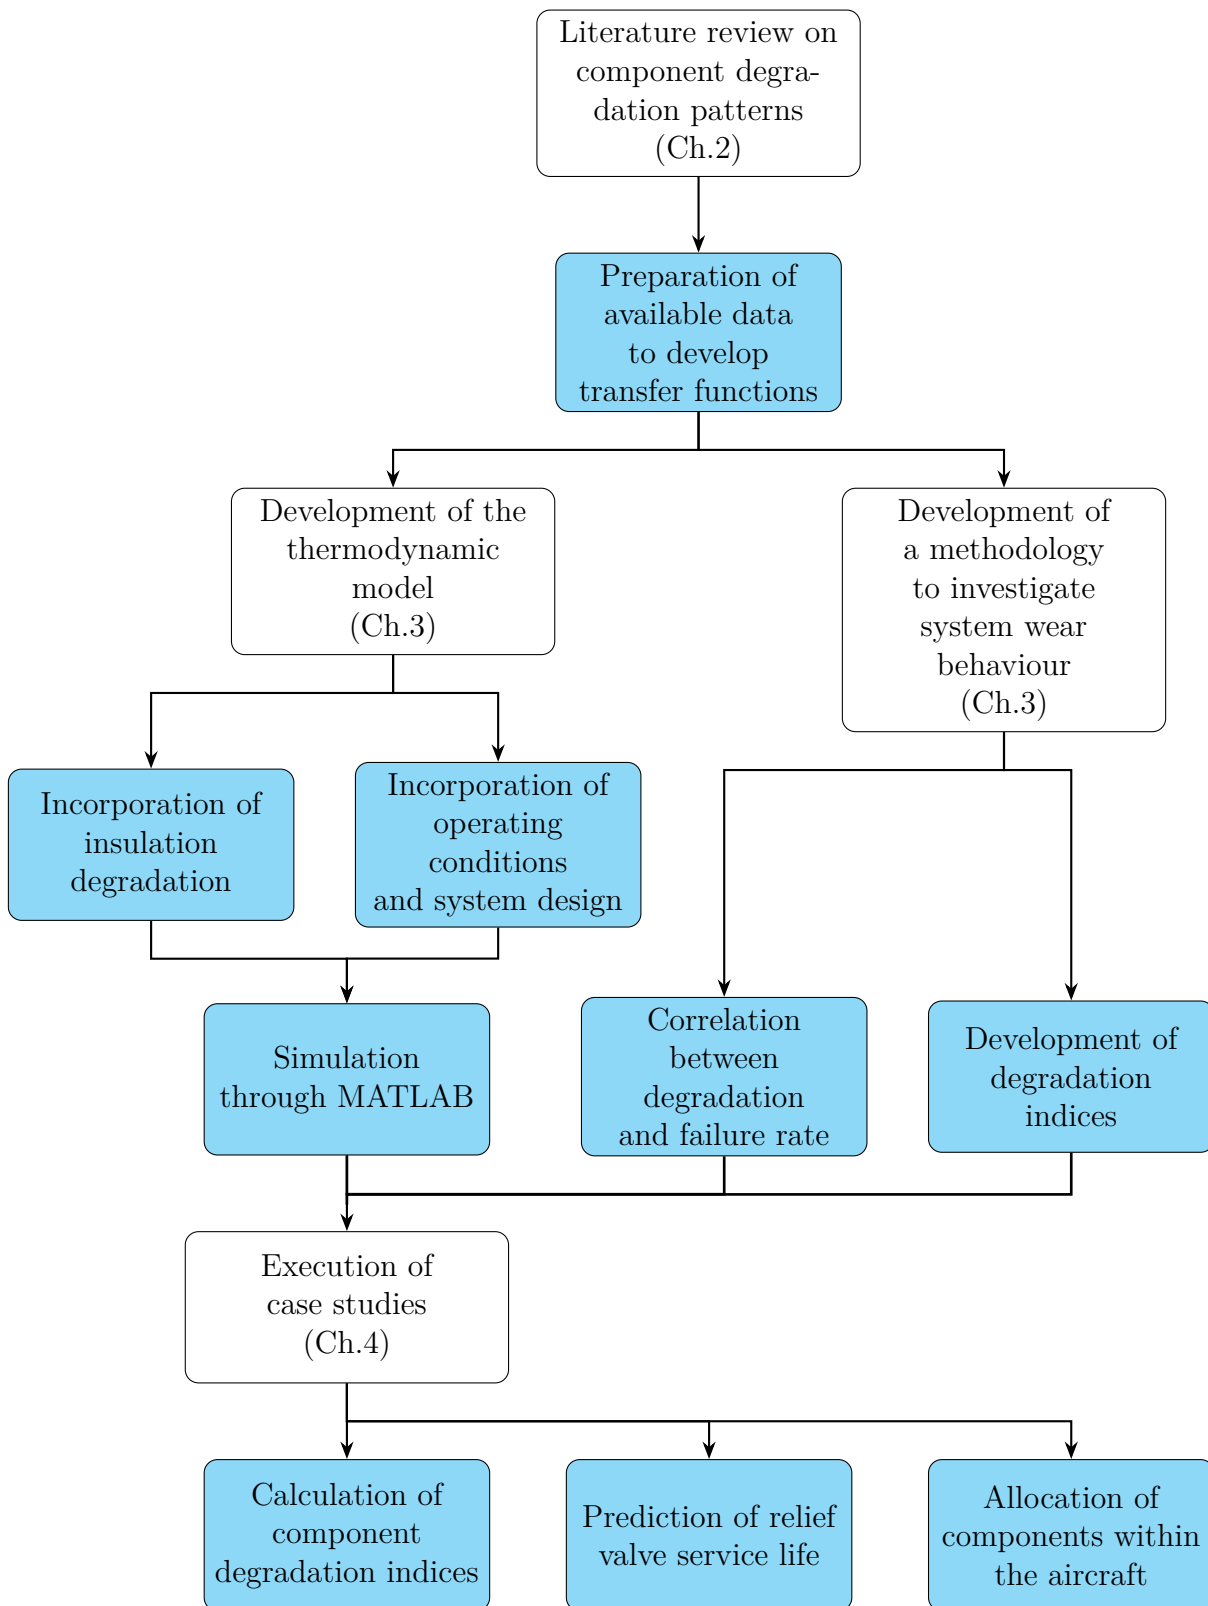 Literature review on
component degra-
dation patterns
(Ch.2)
Preparation of
available data
to develop
transfer functions
Development of the
thermodynamic
model
(Ch.3)
Development of
a methodology
to investigate
system wear
behaviour
(Ch.3)
Incorporation of
insulation
degradation
Incorporation of
operating
conditions
and system design
Simulation
through MATLAB
Correlation
between
degradation
and failure rate
Development of
degradation
indices
Execution of
case studies
(Ch.4)
Calculation of
component
degradation indices
Prediction of relief
valve service life
Allocation of
components within
the aircraft